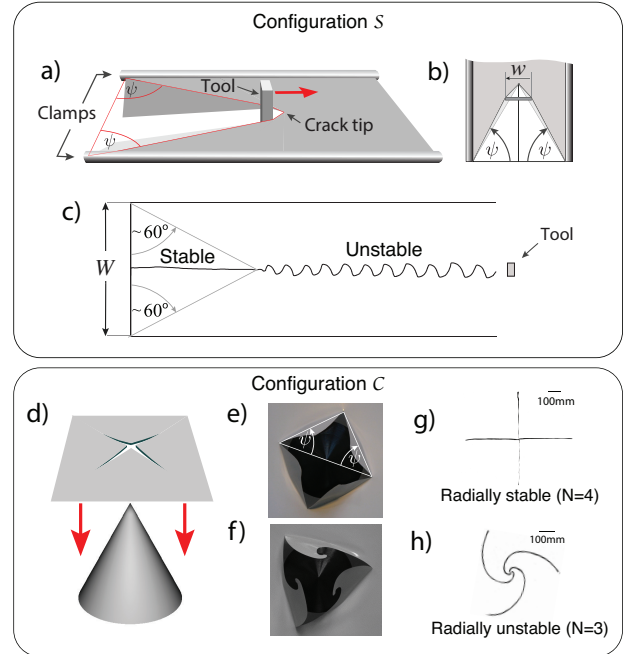 Configuration S
a)
ψ
Tool
Clamps
Crack tip
ψ
b)
w
ψ
ψ
c)
~60°
W
Stable
Unstable
Tool
~60°
Configuration C
d)
e)
ψ
ψ
g)
100mm
Radially stable (N=4)
f)
h)
100mm
Radially unstable (N=3)